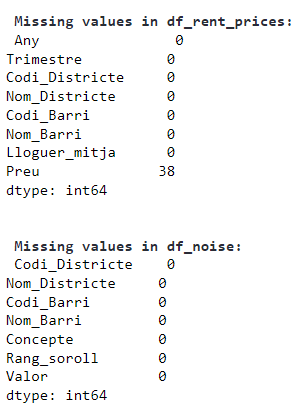 Missing values in df_rent_prices:
Any 0
Trimestre 0
Codi_Districte 0
Nom_Districte 0
Codi_Barri 0
Nom_Barri 0
Lloguer_mitja 0
Preu 38
dtype: int64
Missing values in df_noise:
Codi_Districte 0
Nom_Districte 0
Codi_Barri 0
Nom_Barri 0
Concepte 0
Rang_soroll 0
Valor 0
dtype: int64